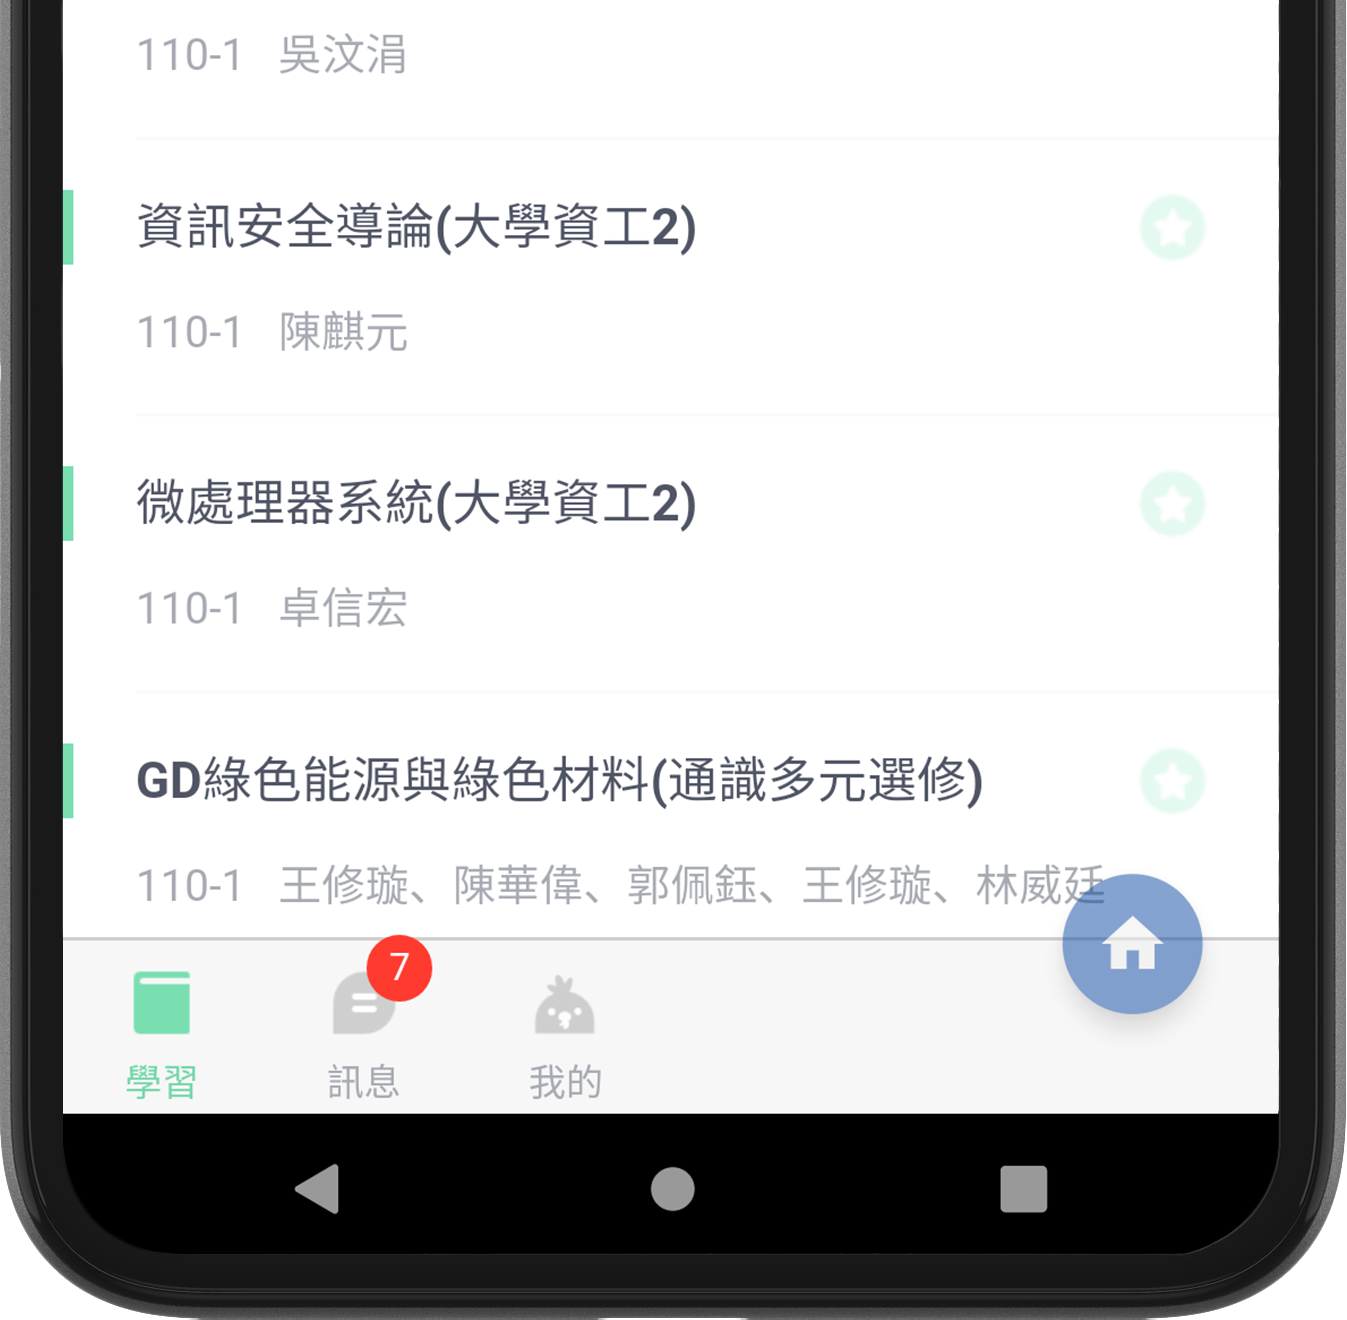 110-1 吳汶涓
資訊安全導論(大學資工2)
110-1 陳麒元
微處理器系統(大學資工2)
110-1 卓信宏
GD綠色能源與綠色材料(通識多元選修)
110-1 王修璇、陳華偉、郭佩鈺、王修璇、林威廷
7
學習 訊息 我的